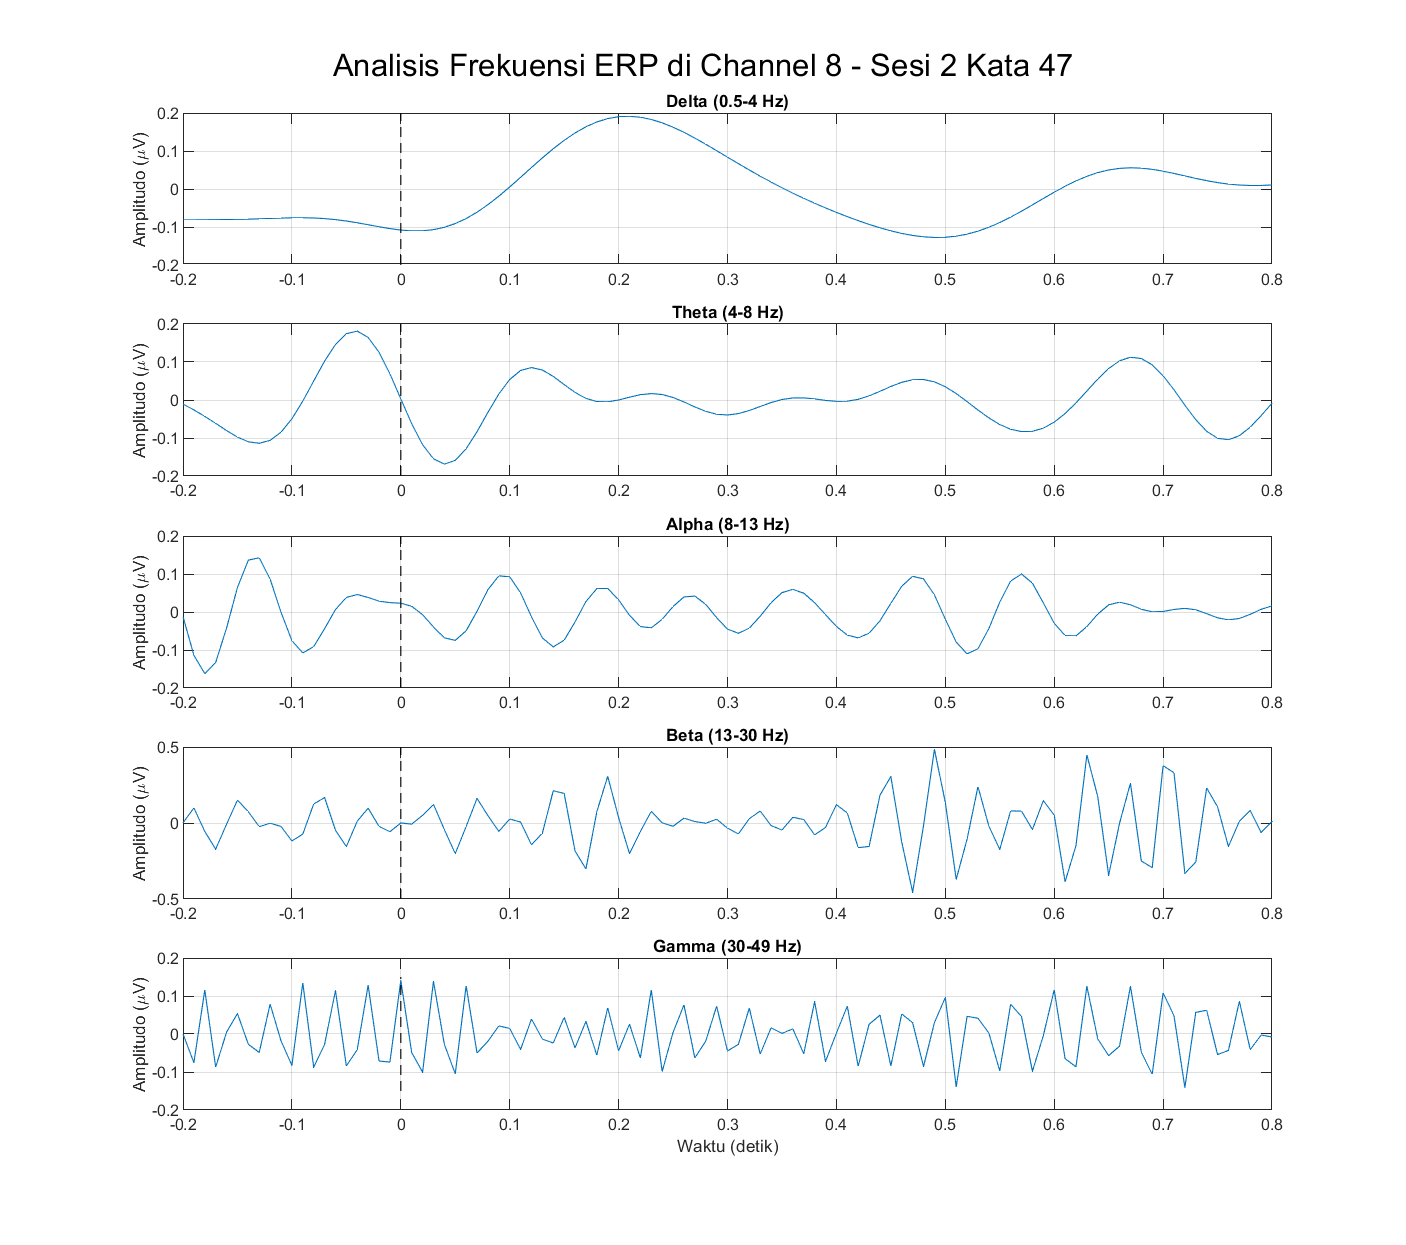 Analisis Frekuensi ERP di Channel 8 - Sesi 2 Kata 47
Delta (0.5-4 Hz)
Amplitudo (μV)
0.2
0.1
0
-0.1
-0.2
-0.2 -0.1 0 0.1 0.2 0.3 0.4 0.5 0.6 0.7 0.8
Theta (4-8 Hz)
Amplitudo (μV)
0.2
0.1
0
-0.1
-0.2
-0.2 -0.1 0 0.1 0.2 0.3 0.4 0.5 0.6 0.7 0.8
Alpha (8-13 Hz)
Amplitudo (μV)
0.2
0.1
0
-0.1
-0.2
-0.2 -0.1 0 0.1 0.2 0.3 0.4 0.5 0.6 0.7 0.8
Beta (13-30 Hz)
Amplitudo (μV)
0.5
0
-0.5
-0.2 -0.1 0 0.1 0.2 0.3 0.4 0.5 0.6 0.7 0.8
Gamma (30-49 Hz)
Amplitudo (μV)
0.2
0.1
0
-0.1
-0.2
-0.2 -0.1 0 0.1 0.2 0.3 0.4 0.5 0.6 0.7 0.8
Waktu (detik)